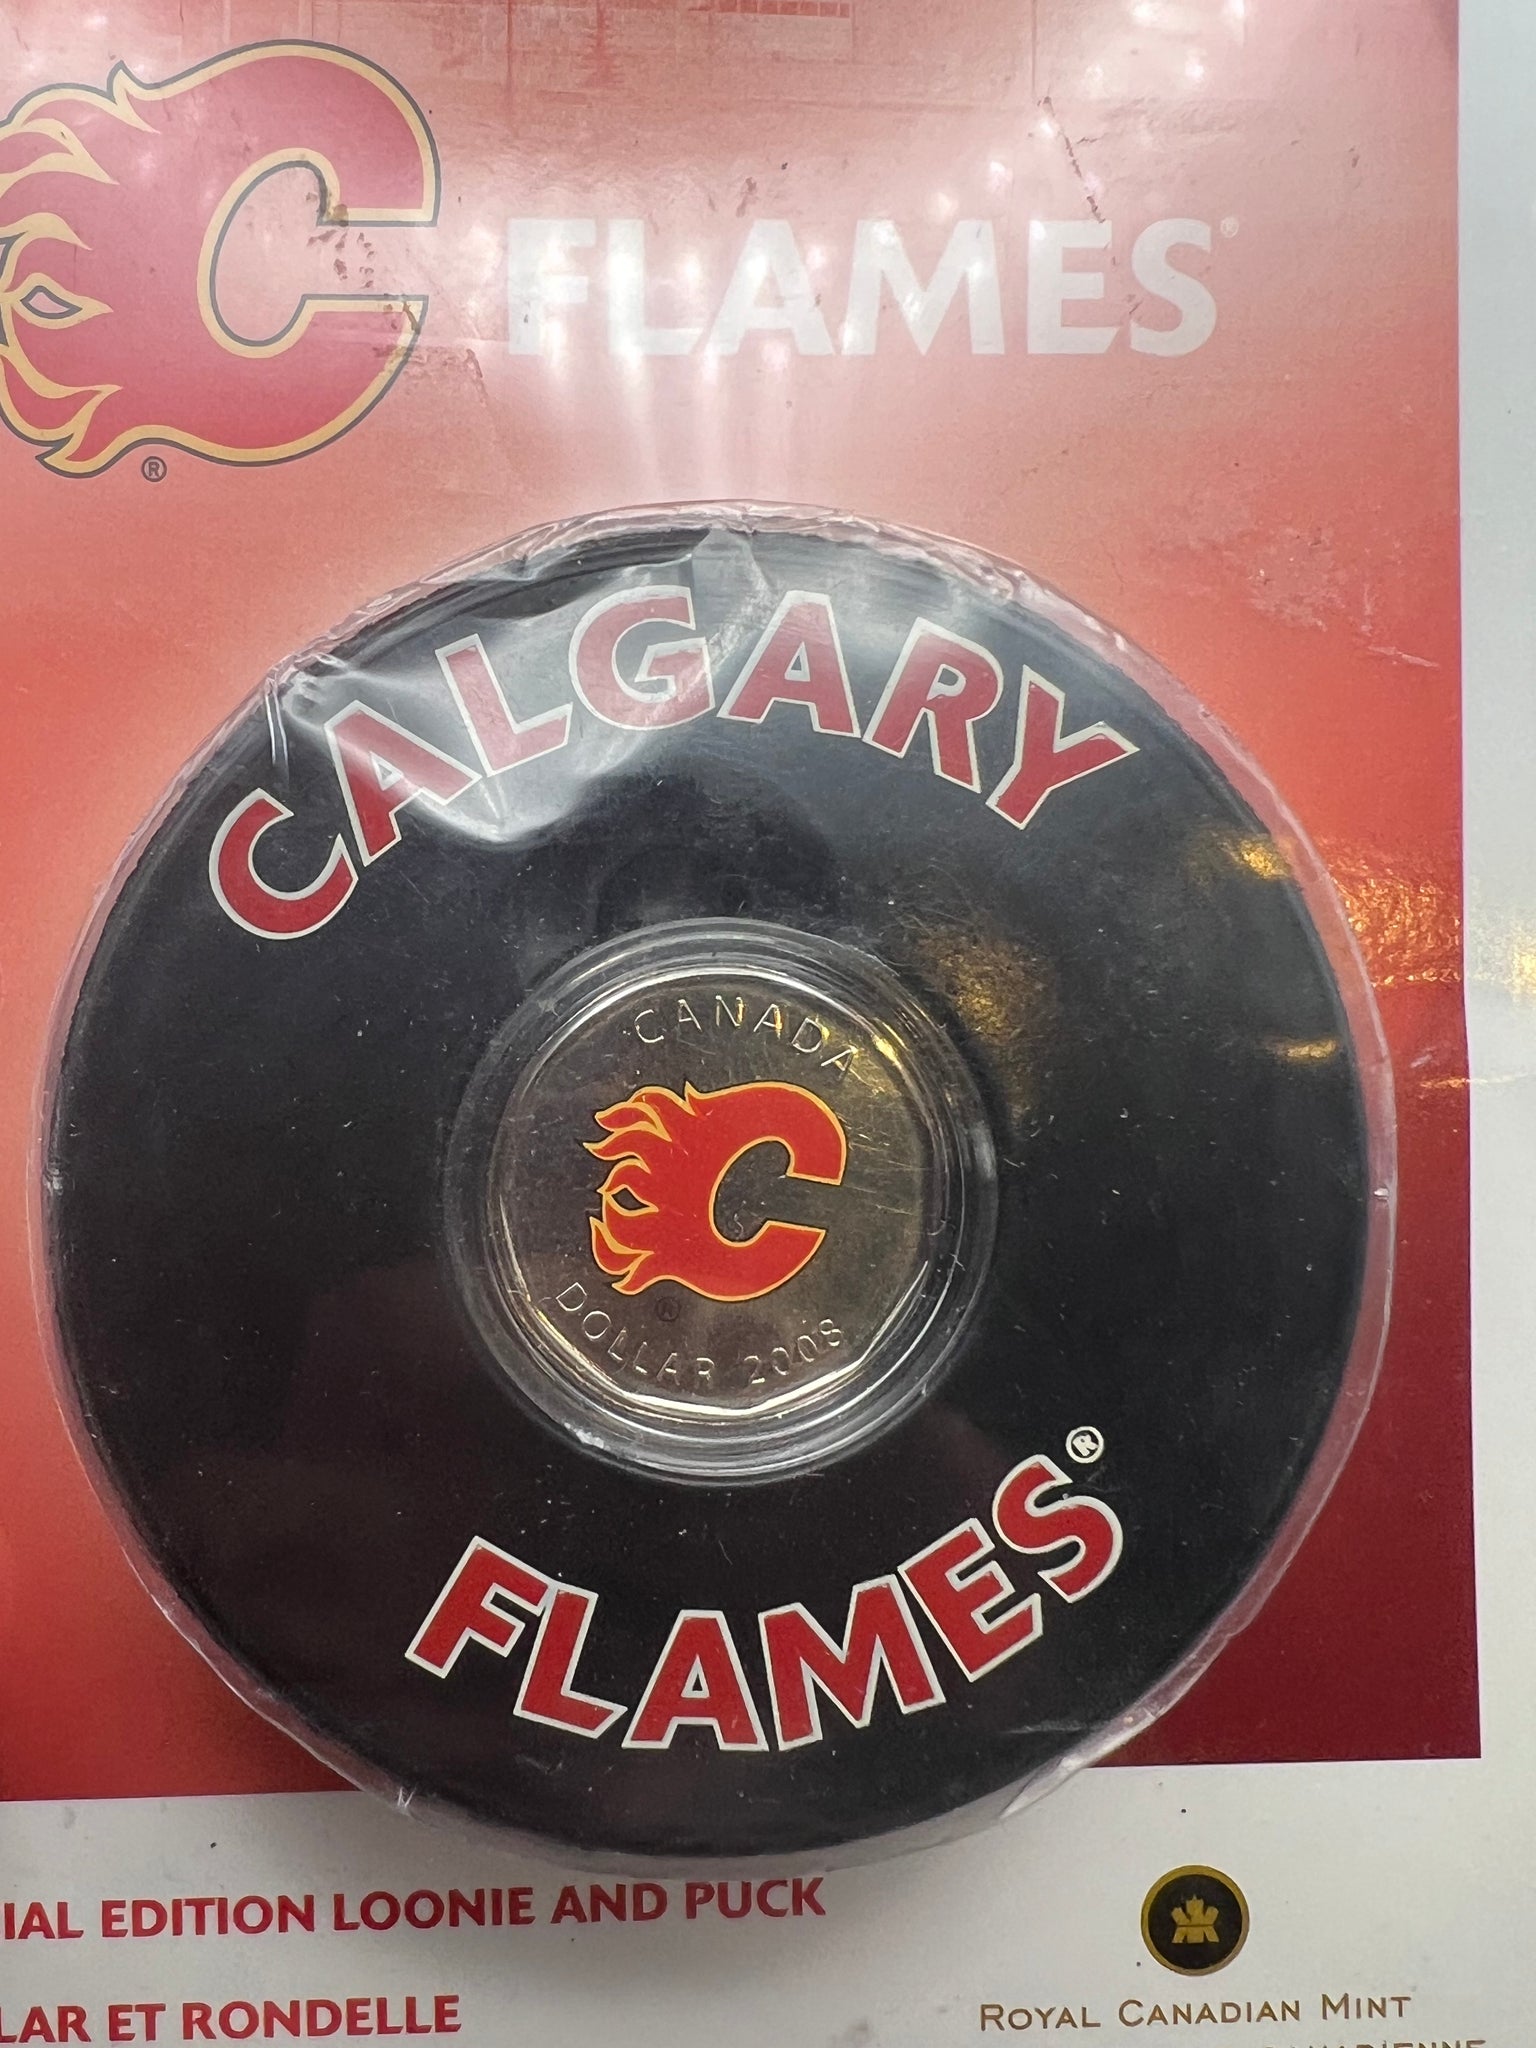 FLAMES®
®
CALGARY
CANADA
®
DOLLAR 2008
FLAMES®
IAL EDITION LOONIE AND PUCK
LAR ET RONDELLE
ROYAL CANADIAN MINT